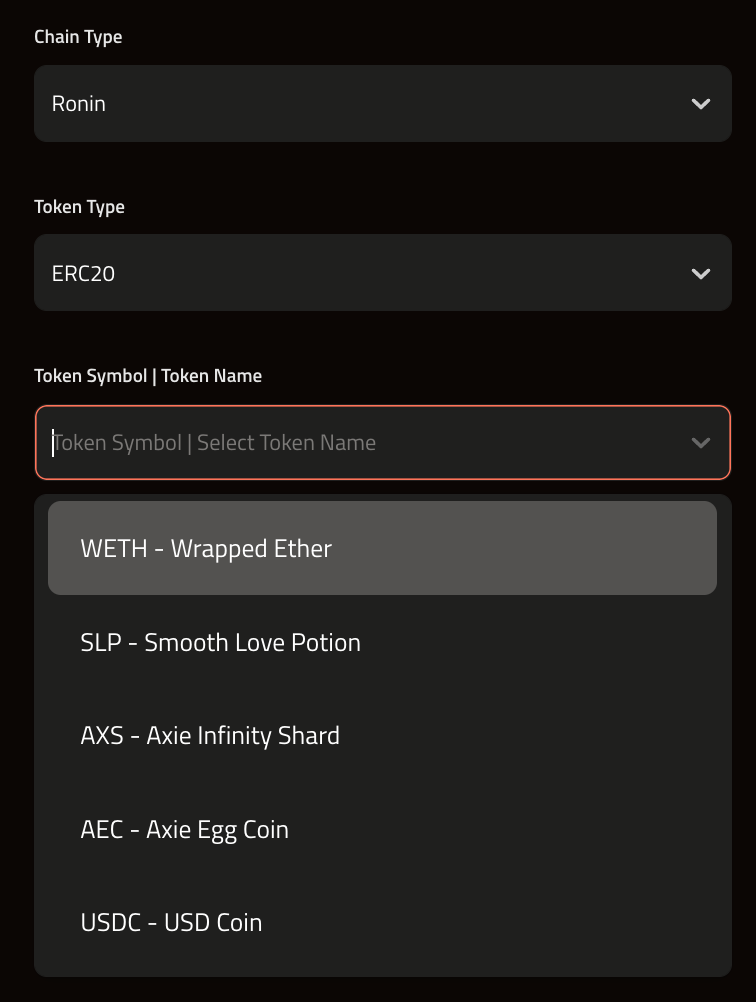 Chain Type
Ronin
Token Type
ERC20
Token Symbol | Token Name
Token Symbol | Select Token Name
WETH - Wrapped Ether
SLP - Smooth Love Potion
AXS - Axie Infinity Shard
AEC - Axie Egg Coin
USDC - USD Coin